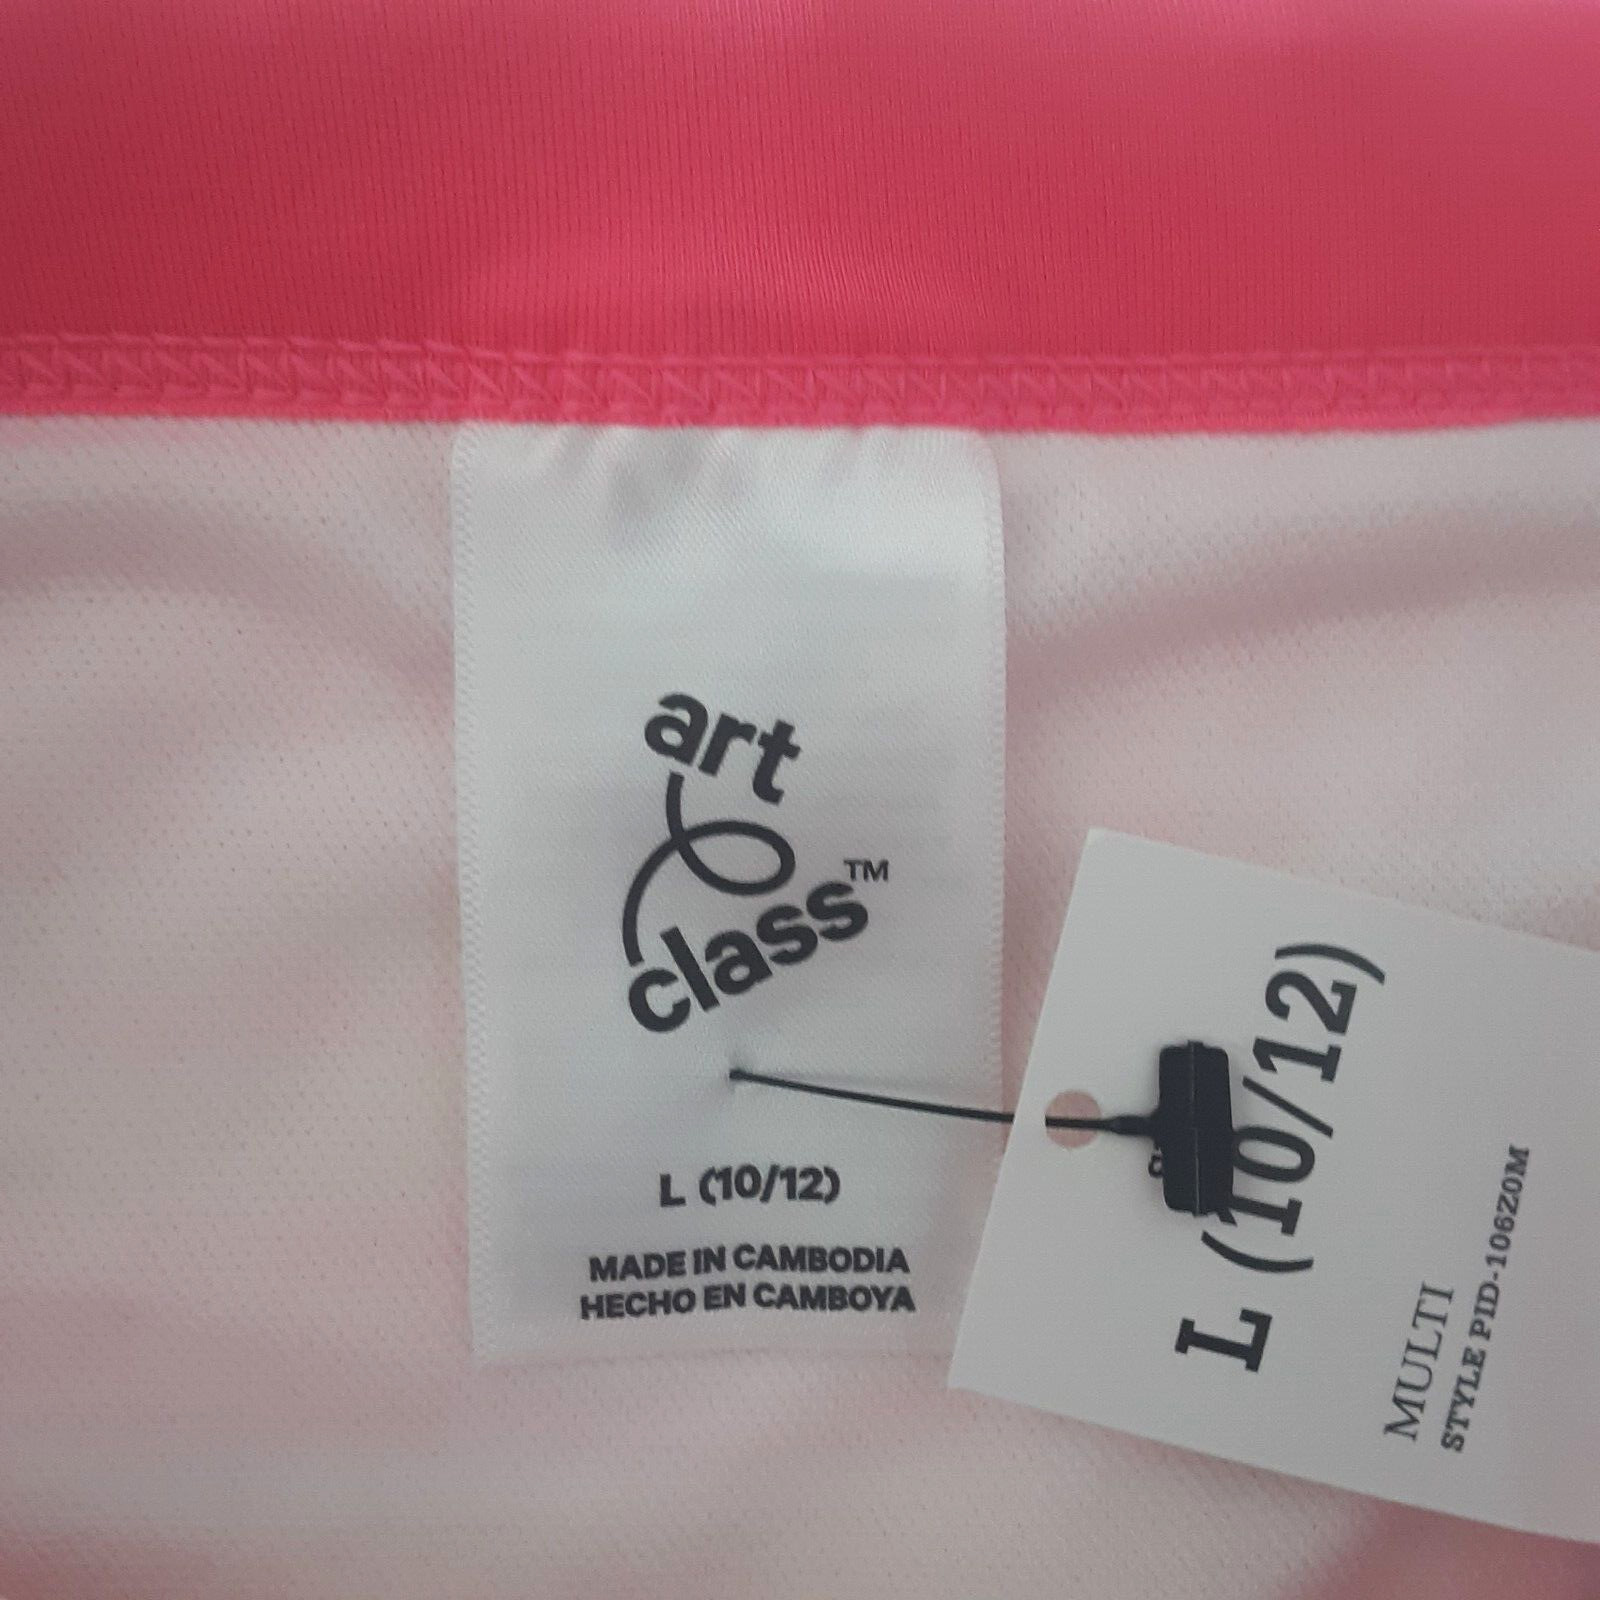 art
class™
L (10/12)
MADE IN CAMBODIA
HECHO EN CAMBOYA
L (10/12)
MULTI
STYLE PID-106Z0M